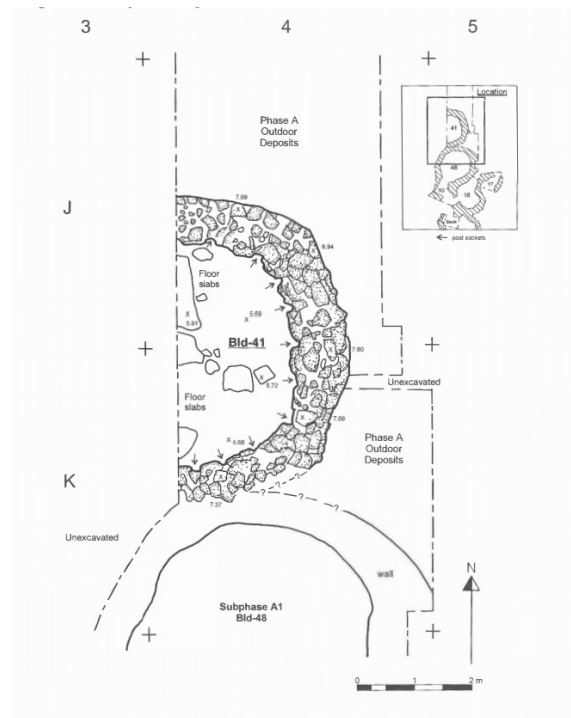 3
4
5
Location
41
48
50
18
post sockets
Phase A
Outdoor
Deposits
J
7.09
6.94
Floor
slabs
X
5.91
X 5.69
Bld-41
X
7.60
X
5.72
Unexcavated
Floor
slabs
X
7.89
X 5.68
Phase A
Outdoor
Deposits
K
X
7.37
? ? ? ?
Unexcavated
wall
N
Subphase A1
Bld-48
0 1 2 m